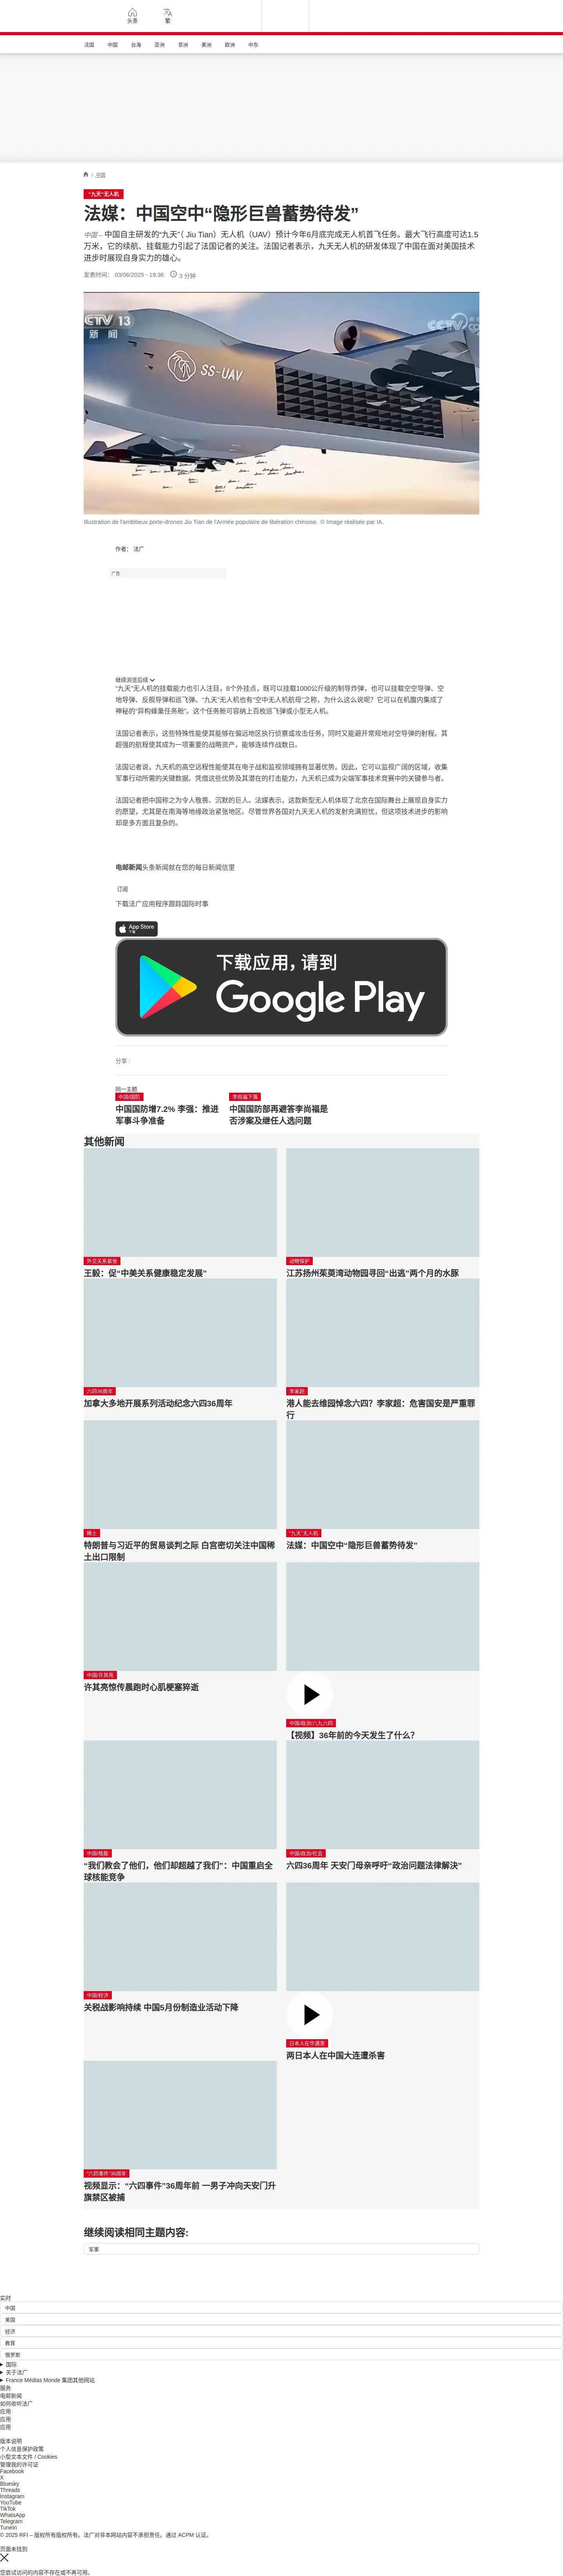 头条
繁
法国 中国 台海 亚洲 非洲 美洲 欧洲 中东
/ 中国
"九天"无人机
法媒：中国空中“隐形巨兽蓄势待发”
中国 – 中国自主研发的“九天”（ Jiu Tian）无人机（UAV）预计今年6月底完成无人机首飞任务。最大飞行高度可达1.5
万米，它的续航、挂载能力引起了法国记者的关注。法国记者表示，九天无人机的研发体现了中国在面对美国技术
进步时展现自身实力的雄心。
发表时间： 03/06/2025 - 19:36 3 分钟
CCTV 13
新闻
SS-UAV
Illustration de l'ambitieux porte-drones Jiu Tian de l'Armée populaire de libération chinoise. © Image réalisée par IA.
作者： 法广
广告
继续浏览后续
“九天”无人机的挂载能力也引人注目，8个外挂点，既可以挂载1000公斤级的制导炸弹，也可以挂载空空导弹、空
地导弹、反舰导弹和巡飞弹。“九天”无人机也有“空中无人机航母”之称，为什么这么说呢？它可以在机腹内集成了
神秘的“异构蜂巢任务舱”。这个任务舱可容纳上百枚巡飞弹或小型无人机。
法国记者表示，这些特殊性能使其能够在偏远地区执行侦察或攻击任务，同时又能避开常规地对空导弹的射程。其
超强的航程使其成为一项重要的战略资产，能够连续作战数日。
法国记者说，九天机的高空远程性能使其在电子战和监视领域拥有显著优势。因此，它可以监视广阔的区域，收集
军事行动所需的关键数据。凭借这些优势及其潜在的打击能力，九天机已成为尖端军事技术竞赛中的关键参与者。
法国记者把中国称之为令人敬畏、沉默的巨人。法媒表示，这款新型无人机体现了北京在国际舞台上展现自身实力
的愿望，尤其是在南海等地缘政治紧张地区。尽管世界各国对九天无人机的发射充满担忧，但这项技术进步的影响
却是多方面且复杂的。
电邮新闻头条新闻就在您的每日新闻信里
订阅
下载法广应用程序跟踪国际时事
App Store
下载
下载应用，请到
Google Play
分享 :
同一主题
中国/国防
中国国防增7.2% 李强：推进
军事斗争准备
李尚福下落
中国国防部再避答李尚福是
否涉案及继任人选问题
其他新闻
外交关系紧张
王毅：促“中美关系健康稳定发展”
动物保护
江苏扬州茱萸湾动物园寻回“出逃”两个月的水豚
六四36周年
加拿大多地开展系列活动纪念六四36周年
李家超
港人能去维园悼念六四？李家超：危害国安是严重罪
行
稀土
特朗普与习近平的贸易谈判之际 白宫密切关注中国稀
土出口限制
"九天"无人机
法媒：中国空中“隐形巨兽蓄势待发”
中国/许其亮
许其亮惊传晨跑时心肌梗塞猝逝
中国/政治/八九六四
【视频】36年前的今天发生了什么？
中国/核能
“我们教会了他们，他们却超越了我们”：中国重启全
球核能竞争
中国/政治/社会
六四36周年 天安门母亲呼吁“政治问题法律解決”
中国/经济
关税战影响持续 中国5月份制造业活动下降
日本人在华遇害
两日本人在中国大连遭杀害
“六四事件”36周年
视频显示：“六四事件”36周年前 一男子冲向天安门升
旗禁区被捕
继续阅读相同主题内容:
军事
实时
中国
美国
经济
教育
俄罗斯
国际
关于法广
France Médias Monde 集团其他网站
服务
电邮新闻
如何收听法广
应用
应用
应用
版本说明
个人信息保护政策
小型文本文件 / Cookies
管理我的许可证
Facebook
X
Bluesky
Threads
Instagram
YouTube
TikTok
WhatsApp
Telegram
TuneIn
© 2025 RFI – 版权所有版权所有。法广对非本网站内容不承担责任。通过 ACPM 认证。
页面未找到
您尝试访问的内容不存在或不再可用。